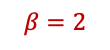 β = 2